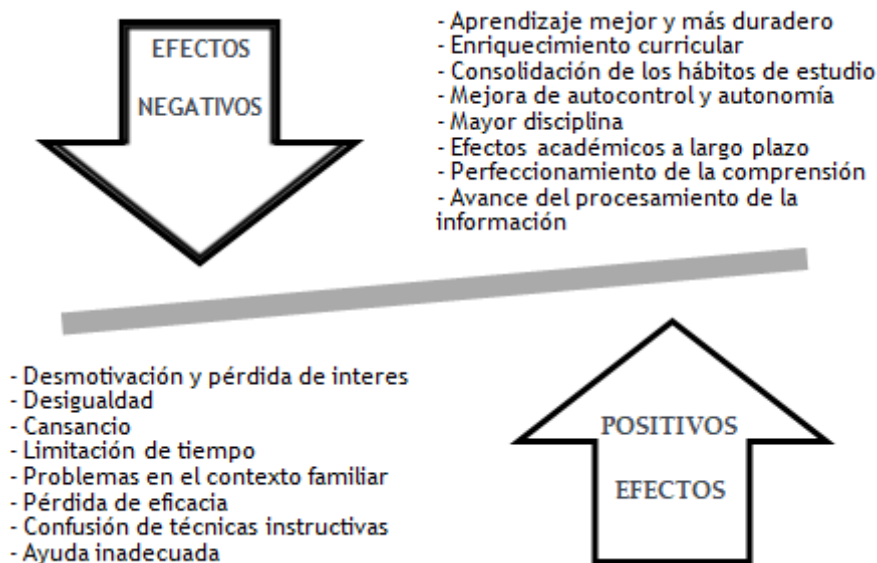 EFECTOS
NEGATIVOS
- Aprendizaje mejor y más duradero
- Enriquecimiento curricular
- Consolidación de los hábitos de estudio
- Mejora de autocontrol y autonomía
- Mayor disciplina
- Efectos académicos a largo plazo
- Perfeccionamiento de la comprensión
- Avance del procesamiento de la
información
- Desmotivación y pérdida de interes
- Desigualdad
- Cansancio
- Limitación de tiempo
- Problemas en el contexto familiar
- Pérdida de eficacia
- Confusión de técnicas instructivas
- Ayuda inadecuada
POSITIVOS
EFECTOS